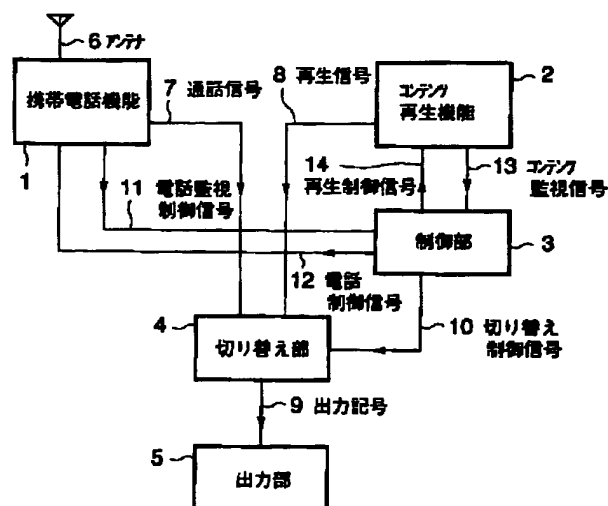 6 アンテナ
携帯電話機能
1
7 通話信号
8 再生信号
コンテンツ
再生機能
2
14
再生制御信号
13 コンテンツ
監視信号
11 電話監視
制御信号
制御部
3
12 電話
制御信号
4
切り替え部
10 切り替え
制御信号
9 出力記号
5
出力部